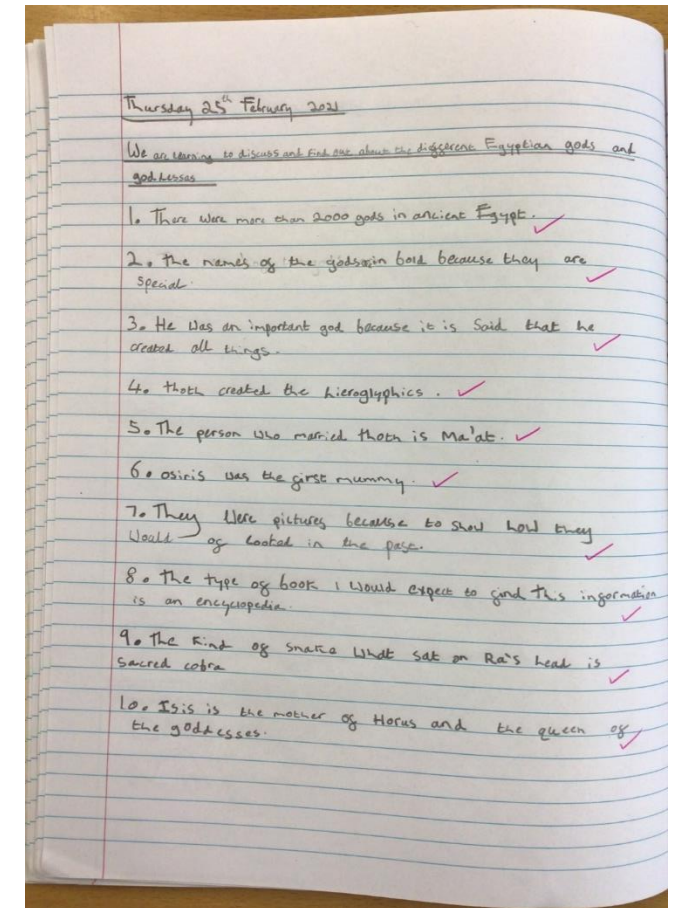 Thursday 25th February 2021
We are learning to discuss and find out about the different Egyptian gods and
goddesses
1. There were more than 2000 gods in ancient Egypt.
2. the names of the gods in bold because they are
special.
3. He was an important god because it is said that he
created all things.
4. thoth created the hieroglyphics.
5. The person who married thoth is Ma'at.
6. osiris was the first mummy.
7. They were pictures because to show how they
would of looked in the past.
8. the type of book i would expect to find this information
is an encyclopedia.
9. the kind of snake what sat on Ra's head is
sacred cobra
10. Isis is the mother of Horus and the queen of
the goddesses.